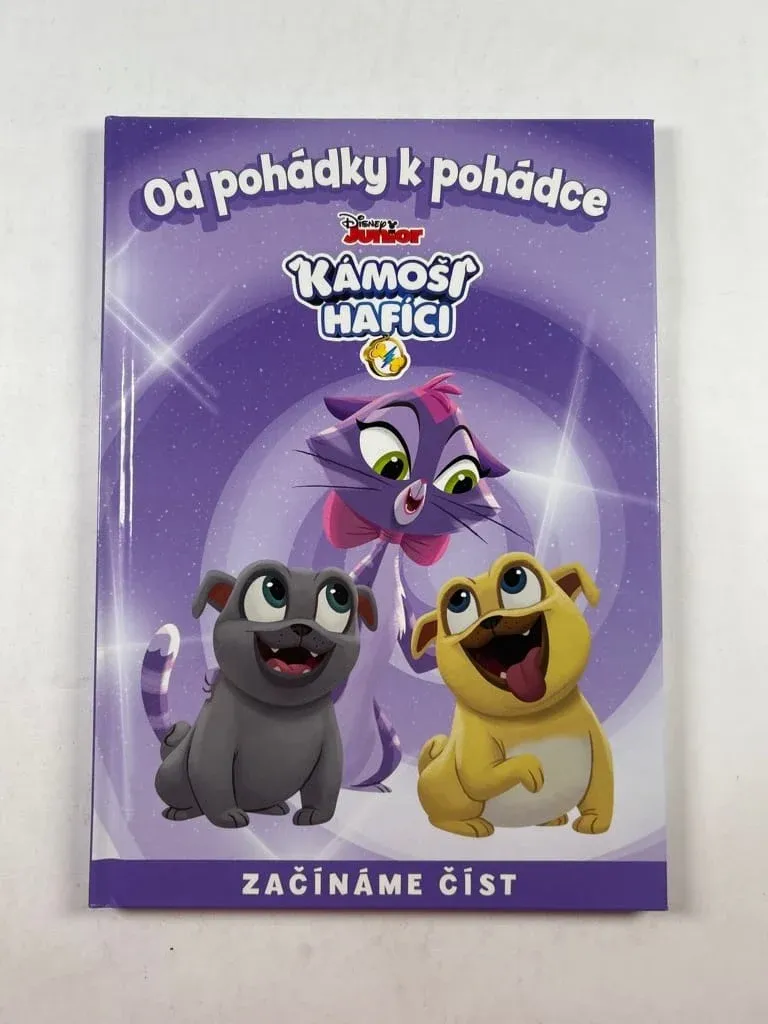 Od pohádky k pohádce
Disney
Junior
KÁMOŠI
HAFÍCI
ZAČÍNÁME ČÍST